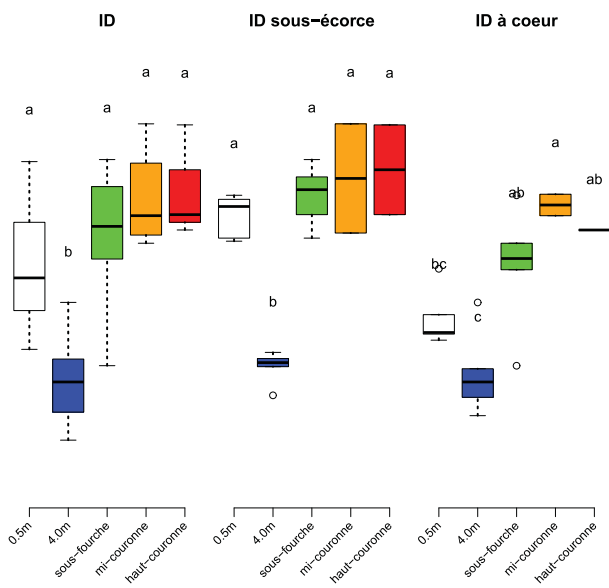 ID ID sous−écorce ID à coeur
a a a a a a a
a a a a
b ab ab
bc
b c
0.5m 4.0m sous−fourche mi−couronne haut−couronne 0.5m 4.0m sous−fourche mi−couronne haut−couronne 0.5m 4.0m sous−fourche mi−couronne haut−couronne